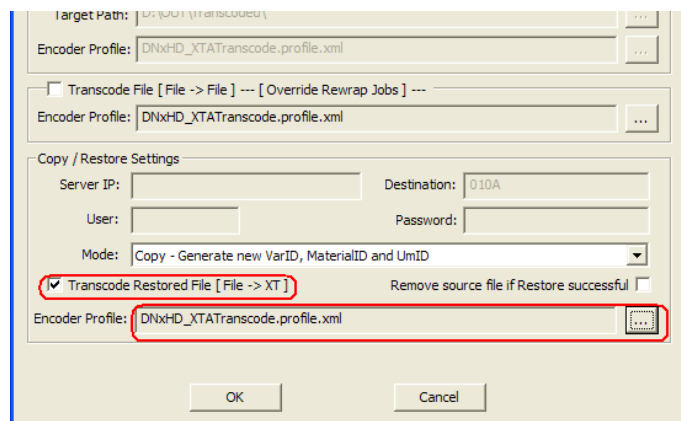 Target Path: D:\OUT\Transcoded\ ...
Encoder Profile: DNxHD_XTATranscode.profile.xml ...
Transcode File [ File -> File ] --- [ Override Rewrap Jobs ] ---
Encoder Profile: DNxHD_XTATranscode.profile.xml ...
Copy / Restore Settings
Server IP: Destination: 010A
User: Password:
Mode: Copy - Generate new VarID, MaterialID and UmID
Transcode Restored File [ File -> XT ] Remove source file if Restore successful
Encoder Profile: DNxHD_XTATranscode.profile.xml ...
OK Cancel